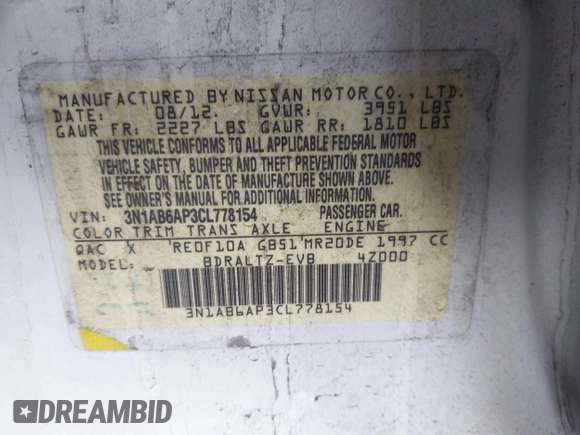 MANUFACTURED BY NISSAN MOTOR CO., LTD.
DATE: 08/12. GVWR: 3951 LBS
GAWR FR: 2227 LBS GAWR RR: 1810 LBS
THIS VEHICLE CONFORMS TO ALL APPLICABLE FEDERAL MOTOR
VEHICLE SAFETY, BUMPER AND THEFT PREVENTION STANDARDS
IN EFFECT ON THE DATE OF MANUFACTURE SHOWN ABOVE.
SEE OWNER'S MANUAL FOR ADDITIONAL INFORMATION
VIN: 3N1AB6AP3CL778154 PASSENGER CAR.
COLOR TRIM TRANS AXLE ENGINE
QAC X RE0F10A GB51 MR20DE 1997 CC
MODEL: BDRALTZ-EVB 4Z000
3N1AB6AP3CL778154
DREAMBID